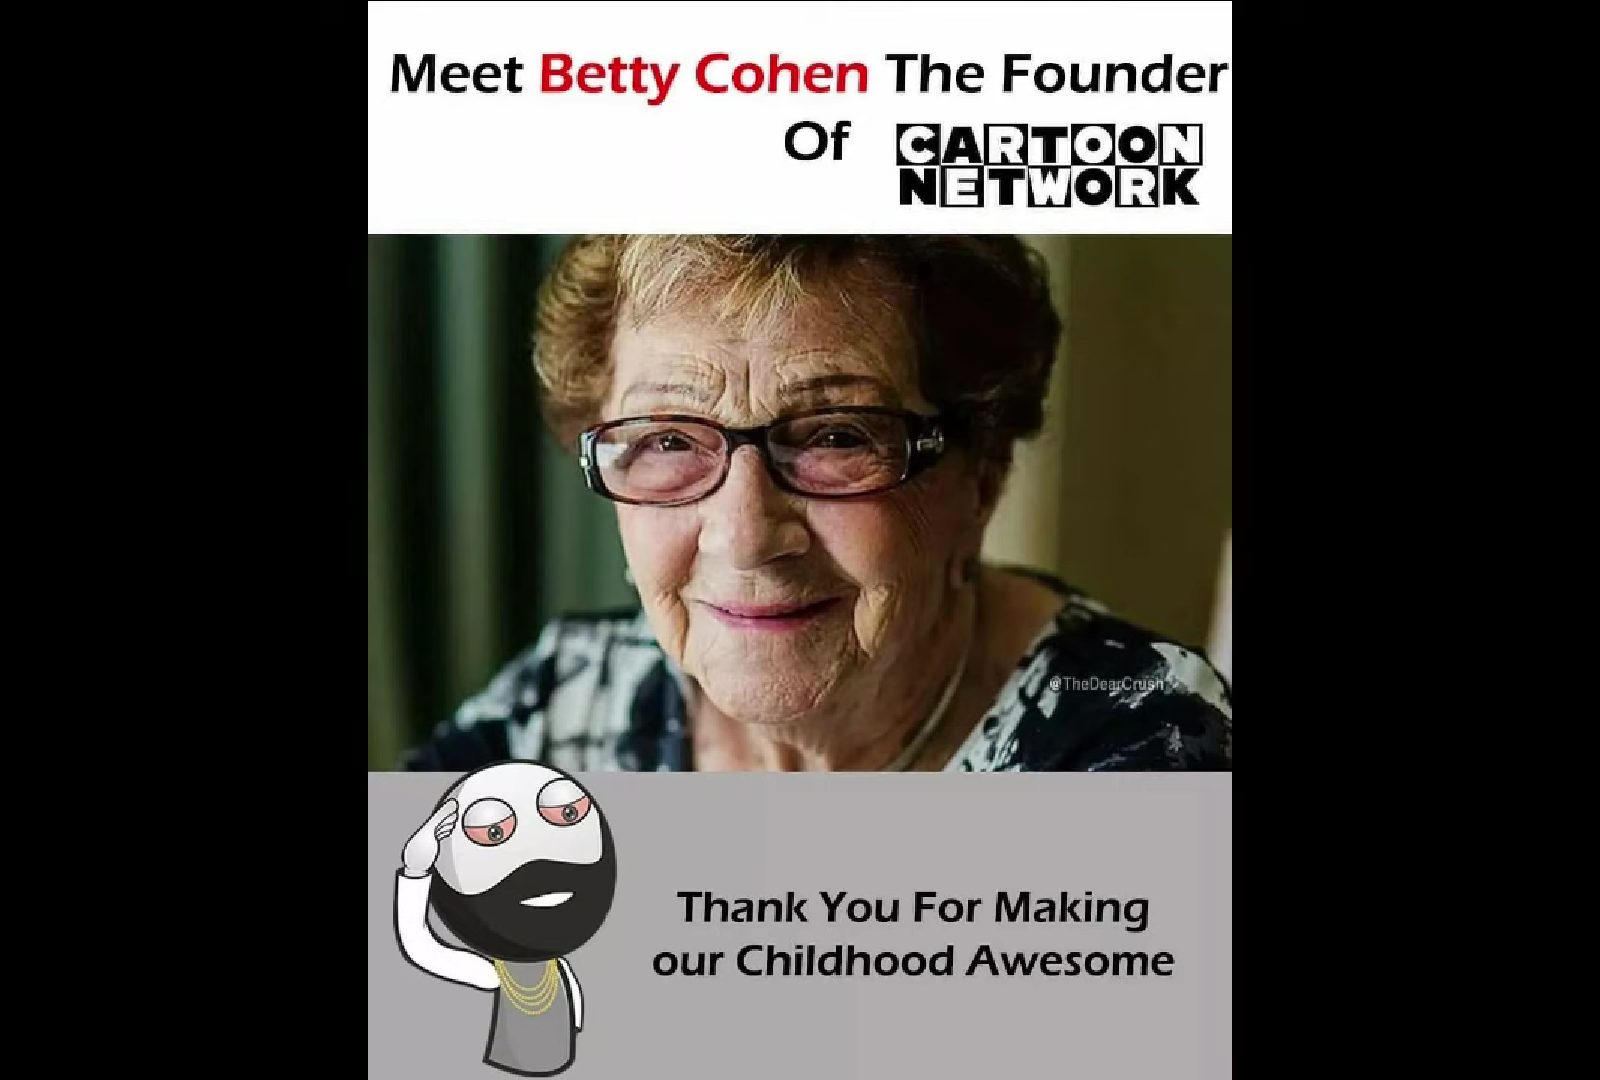 Meet Betty Cohen The Founder
Of CARTOON NETWORK
@TheDearCrush
Thank You For Making
our Childhood Awesome